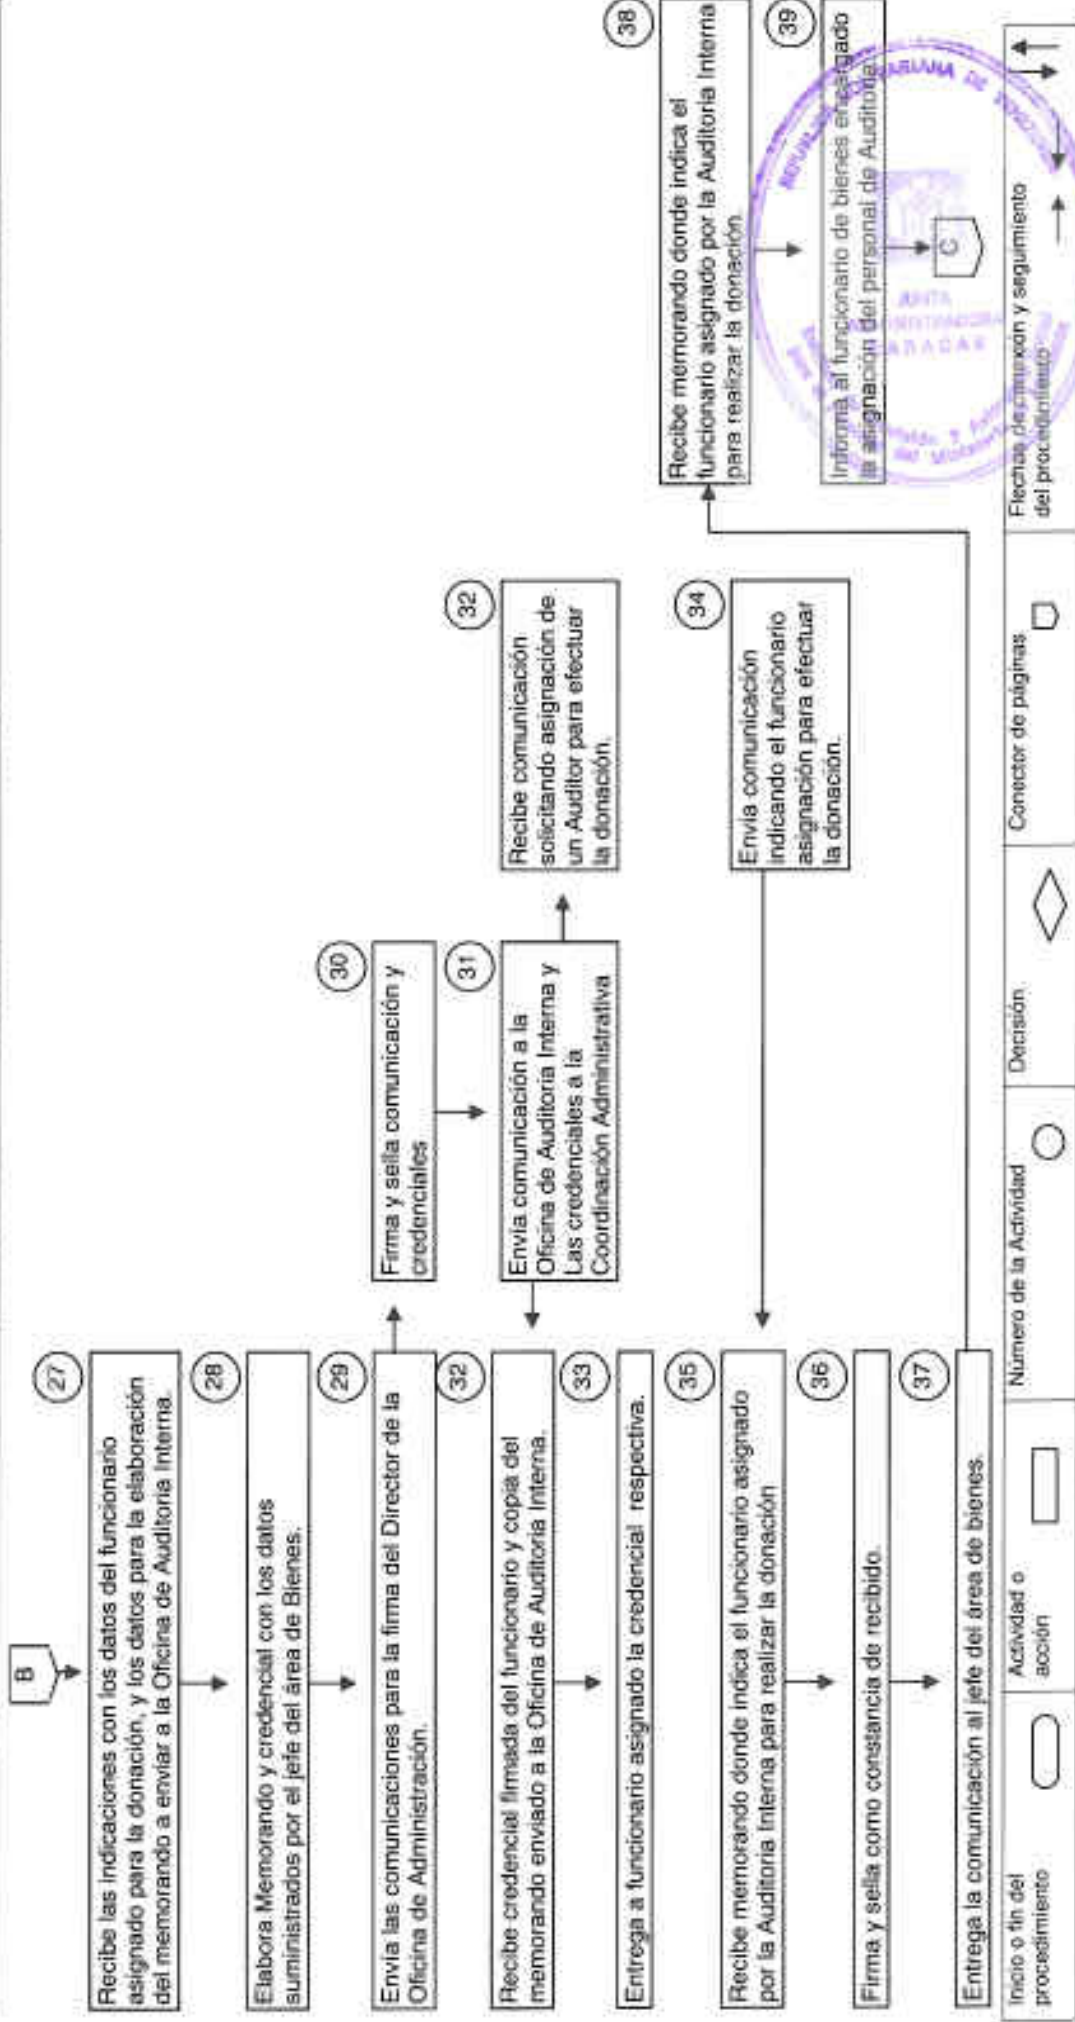 B
27
Recibe las indicaciones con los datos del funcionario
asignado para la donación, y los datos para la elaboración
del memorando a enviar a la Oficina de Auditoria Interna.
28
Elabora Memorando y credencial con los datos
suministrados por el jefe del área de Bienes.
29
Envía las comunicaciones para la firma del Director de la
Oficina de Administración.
30
Firma y sella comunicación y
credenciales
31
Envía comunicación a la
Oficina de Auditoria Interna y
Las credenciales a la
Coordinación Administrativa
32
Recibe comunicación
solicitando asignación de
un Auditor para efectuar
la donación.
32
Recibe credencial firmada del funcionario y copia del
memorando enviado a la Oficina de Auditoria Interna.
33
Entrega a funcionario asignado la credencial respectiva.
34
Envía comunicación
indicando el funcionario
asignación para efectuar
la donación.
35
Recibe memorando donde indica el funcionario asignado
por la Auditoria Interna para realizar la donación
36
Firma y sella como constancia de recibido.
37
Entrega la comunicación al jefe del área de bienes.
38
Recibe memorando donde indica el
funcionario asignado por la Auditoria Interna
para realizar la donación.
39
Informa al funcionario de bienes encargado
la asignación del personal de Auditoria.
C
JUNTA
CARACAS
Inicio o fin del
procedimiento
Actividad o
acción
Número de la Actividad
Decisión
Conector de páginas
Flechas de conexión y seguimiento
del procedimiento